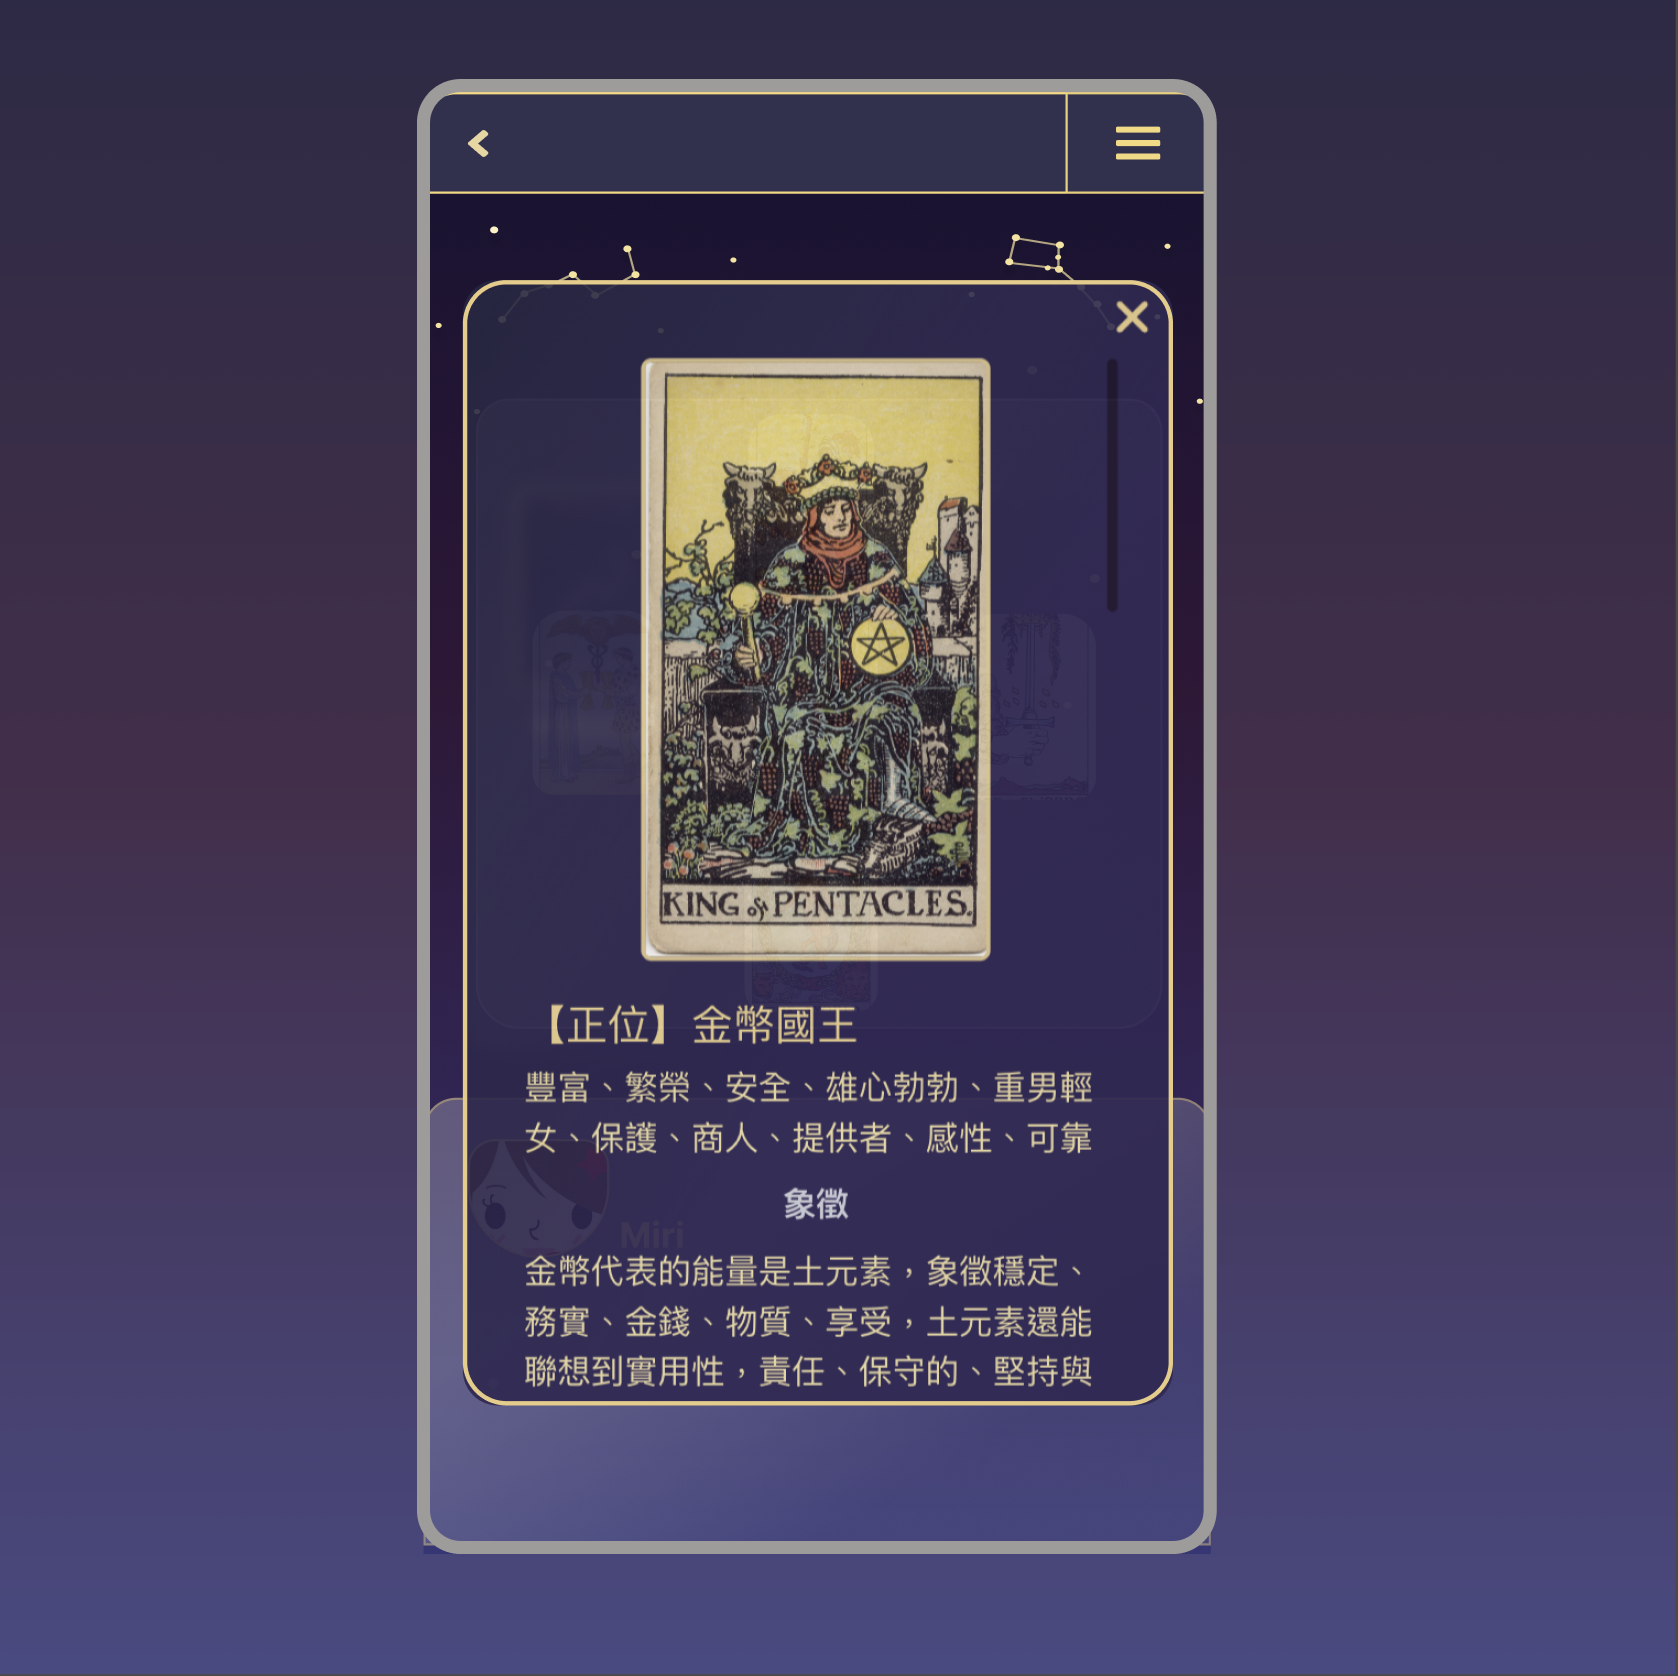 KING of PENTACLES.
【正位】金幣國王
豐富、繁榮、安全、雄心勃勃、重男輕
女、保護、商人、提供者、感性、可靠
象徵
Miri
金幣代表的能量是土元素，象徵穩定、
務實、金錢、物質、享受，土元素還能
聯想到實用性，責任、保守的、堅持與